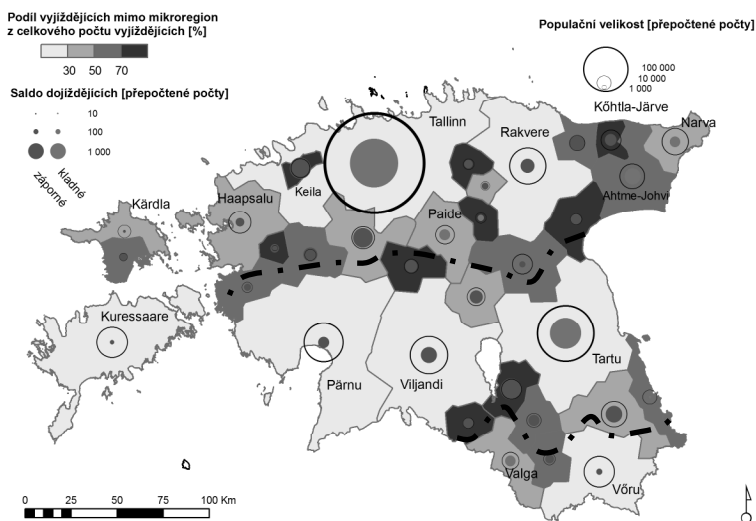 Podíl vyjíždějících mimo mikroregion
z celkového počtu vyjíždějících [%]
30 50 70
Saldo dojíždějících [přepočtené počty]
10
100
1 000
záporné
kladné
Populační velikost [přepočtené počty]
100 000
10 000
1 000
Kőhtla-Järve
Narva
Tallinn
Rakvere
Keila
Ahtme-Johvi
Kärdla
Haapsalu
Paide
Kuressaare
Pärnu
Viljandi
Tartu
Valga
Võru
0 25 50 75 100 Km